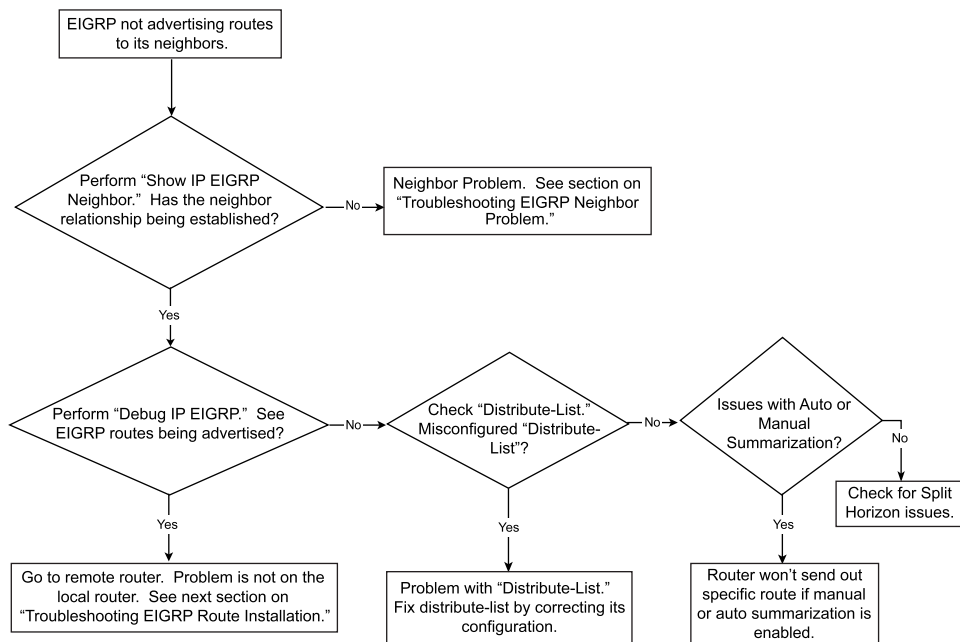 EIGRP not advertising routes
to its neighbors.
Perform “Show IP EIGRP
Neighbor.” Has the neighbor
relationship being established?
No
Neighbor Problem. See section on
“Troubleshooting EIGRP Neighbor
Problem.”
Yes
Perform “Debug IP EIGRP.” See
EIGRP routes being advertised?
No
Check “Distribute-List.”
Misconfigured “Distribute-
List”?
No
Issues with Auto or
Manual
Summarization?
No
Check for Split
Horizon issues.
Yes
Yes
Yes
Go to remote router. Problem is not on the
local router. See next section on
“Troubleshooting EIGRP Route Installation.”
Problem with “Distribute-List.”
Fix distribute-list by correcting its
configuration.
Router won’t send out
specific route if manual
or auto summarization is
enabled.